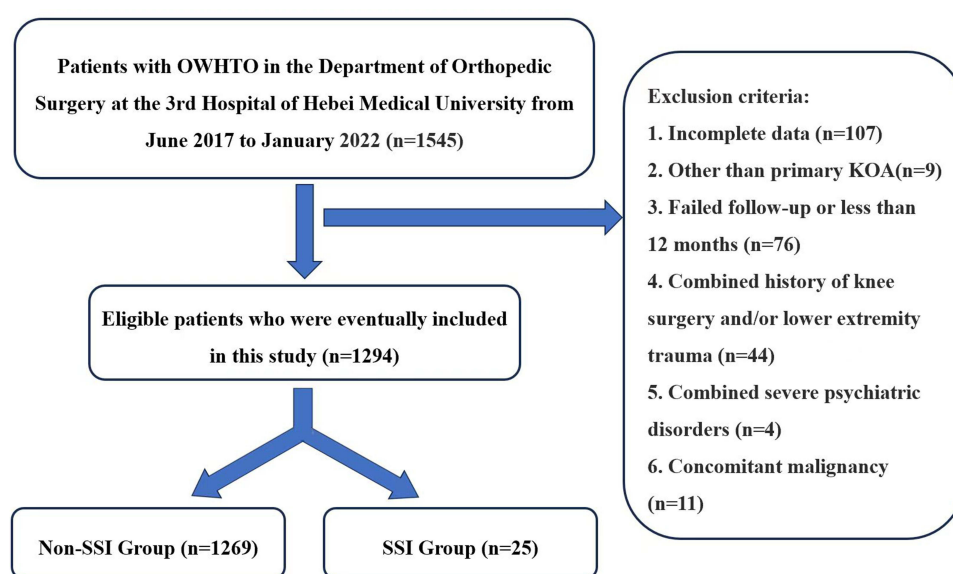 Patients with OWHTO in the Department of Orthopedic
Surgery at the 3rd Hospital of Hebei Medical University from
June 2017 to January 2022 (n=1545)
Exclusion criteria:
1. Incomplete data (n=107)
2. Other than primary KOA(n=9)
3. Failed follow-up or less than
12 months (n=76)
4. Combined history of knee
surgery and/or lower extremity
trauma (n=44)
5. Combined severe psychiatric
disorders (n=4)
6. Concomitant malignancy
(n=11)
Eligible patients who were eventually included
in this study (n=1294)
Non-SSI Group (n=1269)
SSI Group (n=25)